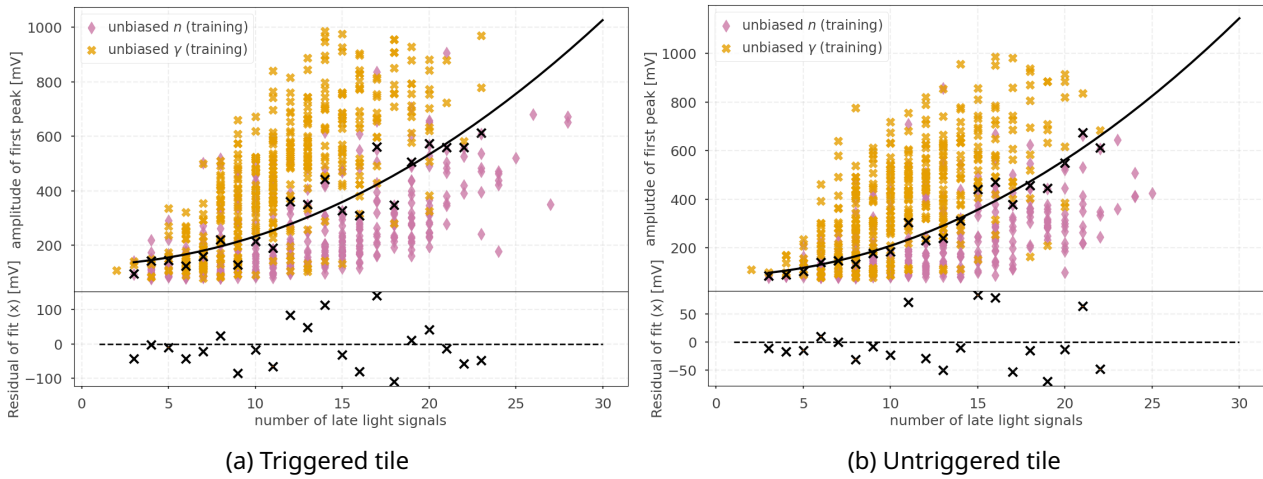 unbiased n (training)
unbiased γ (training)
1000
800
600
400
200
amplitude of first peak [mV]
100
0
−100
Residual of fit (x) [mV]
0 5 10 15 20 25 30
number of late light signals
(a) Triggered tile
unbiased n (training)
unbiased γ (training)
1000
800
600
400
200
amplutude of first peak [mV]
50
0
−50
Residual of fit (x) [mV]
0 5 10 15 20 25 30
number of late light signals
(b) Untriggered tile